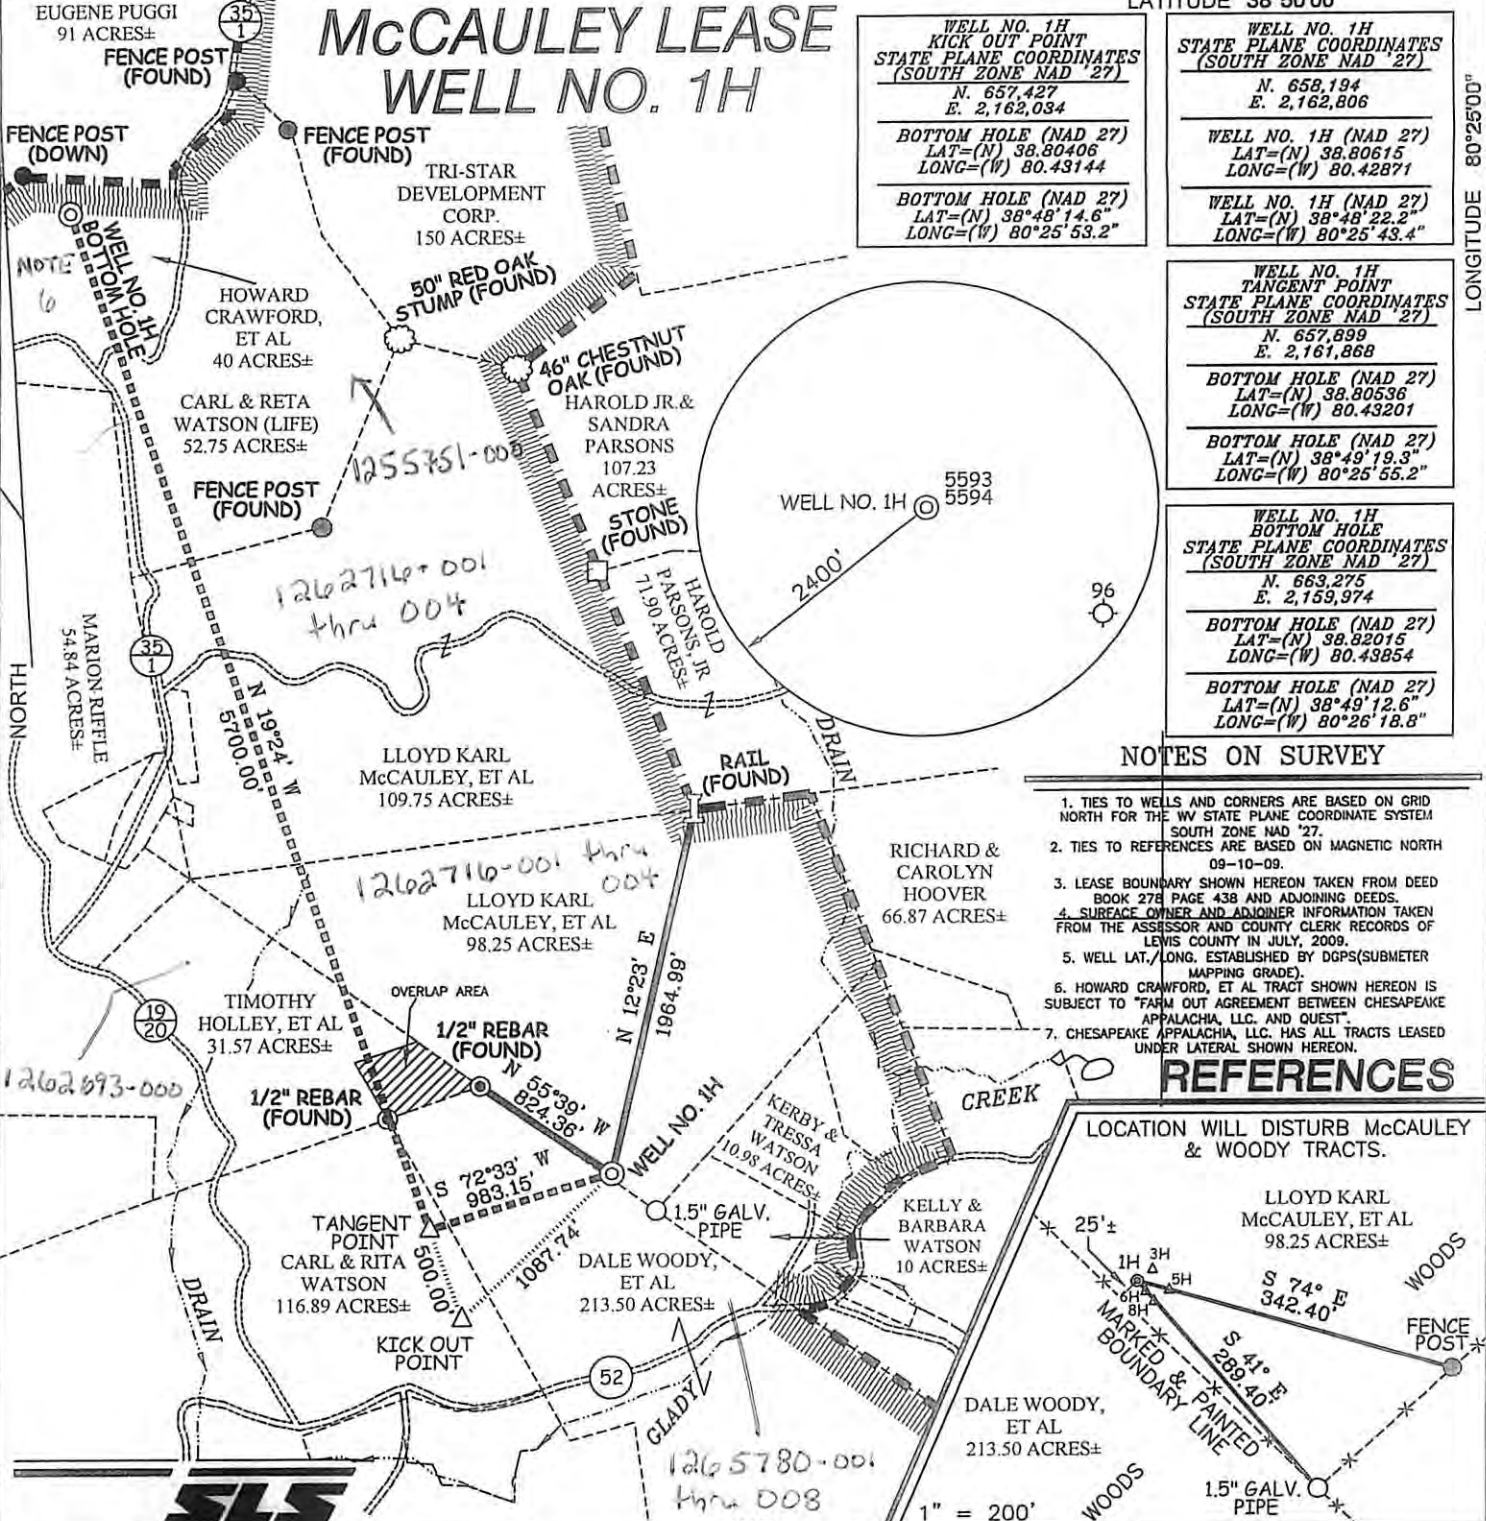 EUGENE PUGGI
91 ACRES±
35
1
FENCE POST
(FOUND)
McCAULEY LEASE
WELL NO. 1H
LATITUDE 38°50'00"
LONGITUDE 80°25'00"
WELL NO. 1H
KICK OUT POINT
STATE PLANE COORDINATES
(SOUTH ZONE NAD '27)
N. 657,427
E. 2,162,034
BOTTOM HOLE (NAD 27)
LAT=(N) 38.80406
LONG=(W) 80.43144
BOTTOM HOLE (NAD 27)
LAT=(N) 38°48'14.6"
LONG=(W) 80°25'53.2"
WELL NO. 1H
STATE PLANE COORDINATES
(SOUTH ZONE NAD '27)
N. 658,194
E. 2,162,806
WELL NO. 1H (NAD 27)
LAT=(N) 38.80615
LONG=(W) 80.42871
WELL NO. 1H (NAD 27)
LAT=(N) 38°48'22.2"
LONG=(W) 80°25'43.4"
WELL NO. 1H
TANGENT POINT
STATE PLANE COORDINATES
(SOUTH ZONE NAD '27)
N. 657,899
E. 2,161,868
BOTTOM HOLE (NAD 27)
LAT=(N) 38.80536
LONG=(W) 80.43201
BOTTOM HOLE (NAD 27)
LAT=(N) 38°49'19.3"
LONG=(W) 80°25'55.2"
WELL NO. 1H
BOTTOM HOLE
STATE PLANE COORDINATES
(SOUTH ZONE NAD '27)
N. 663,275
E. 2,159,974
BOTTOM HOLE (NAD 27)
LAT=(N) 38.82015
LONG=(W) 80.43854
BOTTOM HOLE (NAD 27)
LAT=(N) 38°49'12.6"
LONG=(W) 80°26'18.8"
FENCE POST
(DOWN)
FENCE POST
(FOUND)
TRI-STAR
DEVELOPMENT
CORP.
150 ACRES±
WELL NO. 1H
BOTTOM HOLE
NOTE
6
HOWARD
CRAWFORD,
ET AL
40 ACRES±
50" RED OAK
STUMP (FOUND)
46" CHESTNUT
OAK (FOUND)
CARL & RETA
WATSON (LIFE)
52.75 ACRES±
1255751-000
HAROLD JR.&
SANDRA
PARSONS
107.23
ACRES±
FENCE POST
(FOUND)
STONE
(FOUND)
WELL NO. 1H
5593
5594
2400'
96
1262716-001
thru 004
HAROLD
PARSONS, JR
71.90 ACRES±
MARION RIFFLE
54.84 ACRES±
35
1
NORTH
N 19°24' W
5700.00'
Z
Z
DRAIN
LLOYD KARL
McCAULEY, ET AL
109.75 ACRES±
RAIL
(FOUND)
NOTES ON SURVEY
1. TIES TO WELLS AND CORNERS ARE BASED ON GRID
NORTH FOR THE WV STATE PLANE COORDINATE SYSTEM
SOUTH ZONE NAD '27.
2. TIES TO REFERENCES ARE BASED ON MAGNETIC NORTH
09-10-09.
3. LEASE BOUNDARY SHOWN HEREON TAKEN FROM DEED
BOOK 278 PAGE 438 AND ADJOINING DEEDS.
4. SURFACE OWNER AND ADJOINER INFORMATION TAKEN
FROM THE ASSESSOR AND COUNTY CLERK RECORDS OF
LEWIS COUNTY IN JULY, 2009.
5. WELL LAT./LONG. ESTABLISHED BY DGPS(SUBMETER
MAPPING GRADE).
6. HOWARD CRAWFORD, ET AL TRACT SHOWN HEREON IS
SUBJECT TO "FARM OUT AGREEMENT BETWEEN CHESAPEAKE
APPALACHIA, LLC. AND QUEST".
7. CHESAPEAKE APPALACHIA, LLC. HAS ALL TRACTS LEASED
UNDER LATERAL SHOWN HEREON.
1262716-001 thru
004
LLOYD KARL
McCAULEY, ET AL
98.25 ACRES±
RICHARD &
CAROLYN
HOOVER
66.87 ACRES±
N 12°23' E
1964.99'
19
20
TIMOTHY
HOLLEY, ET AL
31.57 ACRES±
OVERLAP AREA
1/2" REBAR
(FOUND)
1/2" REBAR
(FOUND)
N 55°39' W
824.36'
WELL NO. 1H
KERBY &
TRESSA
WATSON
10.98 ACRES±
CREEK
S 72°33' W
983.15'
1.5" GALV.
PIPE
KELLY &
BARBARA
WATSON
10 ACRES±
TANGENT
POINT
CARL & RITA
WATSON
116.89 ACRES±
500.00'
1087.74'
DALE WOODY,
ET AL
213.50 ACRES±
DRAIN
KICK OUT
POINT
52
GLADY
1265780-001
thru 008
REFERENCES
LOCATION WILL DISTURB McCAULEY
& WOODY TRACTS.
LLOYD KARL
McCAULEY, ET AL
98.25 ACRES±
25'±
1H
3H
5H
6H
8H
S 74° E
342.40'
WOODS
FENCE
POST
S 41° E
289.40'
MARKED & PAINTED
BOUNDARY LINE
DALE WOODY,
ET AL
213.50 ACRES±
WOODS
1.5" GALV.
PIPE
1" = 200'
SLS